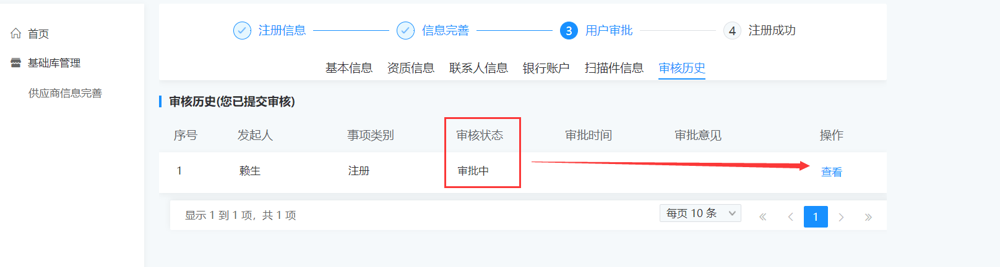 首页
基础库管理
供应商信息完善
注册信息 信息完善 3 用户审批 4 注册成功
基本信息 资质信息 联系人信息 银行账户 扫描件信息 审核历史
审核历史(您已提交审核)
序号 发起人 事项类别 审核状态 审批时间 审批意见 操作
1 赖生 注册 审批中 查看
显示 1 到 1 项，共 1 项 每页 10 条 « ‹ 1 › »